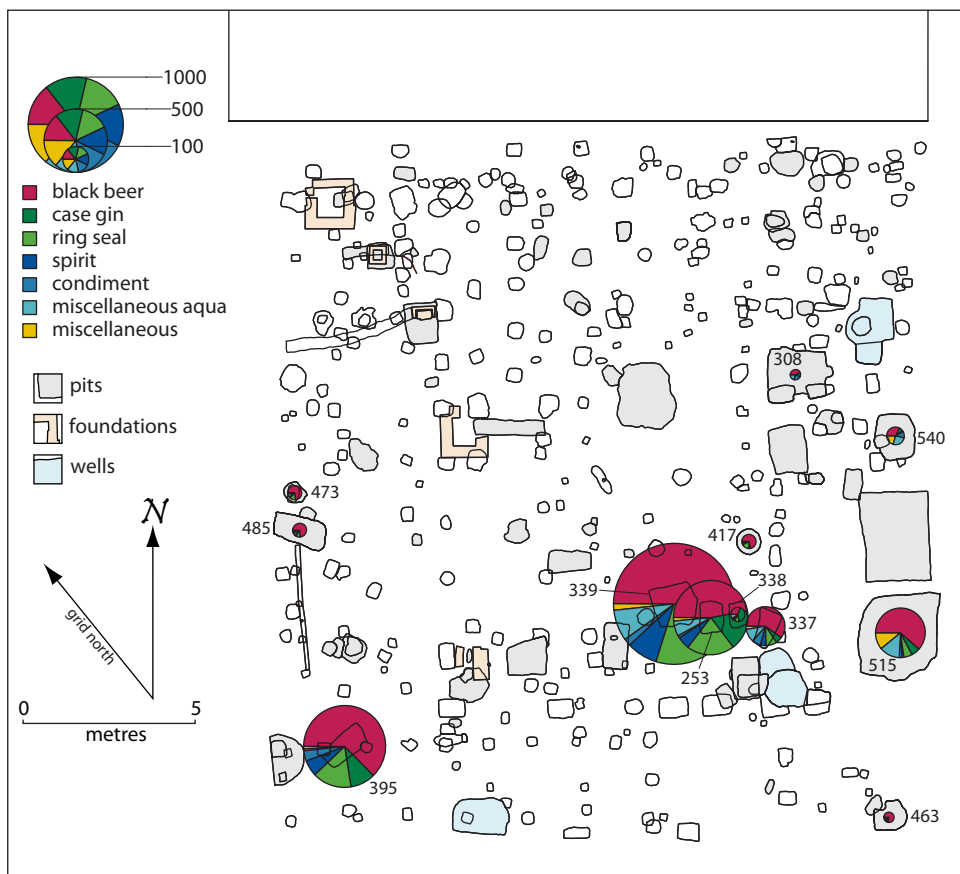 1000
500
100
black beer
case gin
ring seal
spirit
condiment
miscellaneous aqua
miscellaneous
pits
foundations
wells
N
grid north
0 5
metres
308
540
473
485
417
339
338
337
253
515
395
463